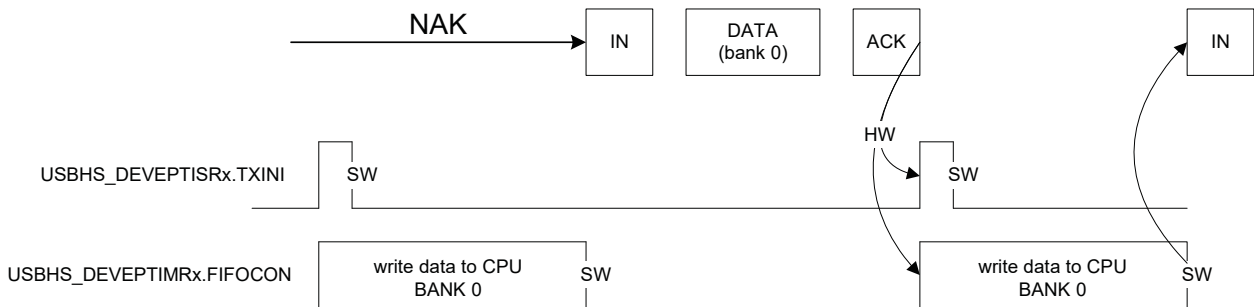 NAK
IN
DATA
(bank 0)
ACK
IN
HW
USBHS_DEVEPTISRx.TXINI
SW
SW
USBHS_DEVEPTIMRx.FIFOCON
write data to CPU
BANK 0
SW
write data to CPU
BANK 0
SW